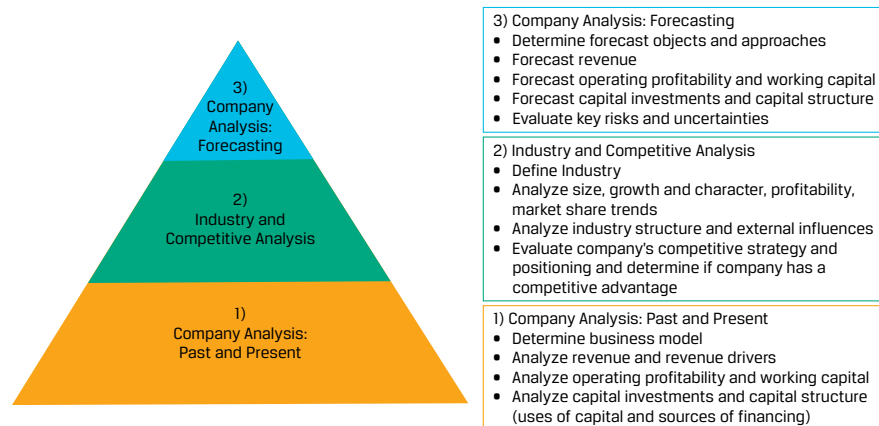 3)
Company
Analysis:
Forecasting
2)
Industry and
Competitive Analysis
1)
Company Analysis:
Past and Present
3) Company Analysis: Forecasting
• Determine forecast objects and approaches
• Forecast revenue
• Forecast operating profitability and working capital
• Forecast capital investments and capital structure
• Evaluate key risks and uncertainties
2) Industry and Competitive Analysis
• Define Industry
• Analyze size, growth and character, profitability,
market share trends
• Analyze industry structure and external influences
• Evaluate company's competitive strategy and
positioning and determine if company has a
competitive advantage
1) Company Analysis: Past and Present
• Determine business model
• Analyze revenue and revenue drivers
• Analyze operating profitability and working capital
• Analyze capital investments and capital structure
(uses of capital and sources of financing)